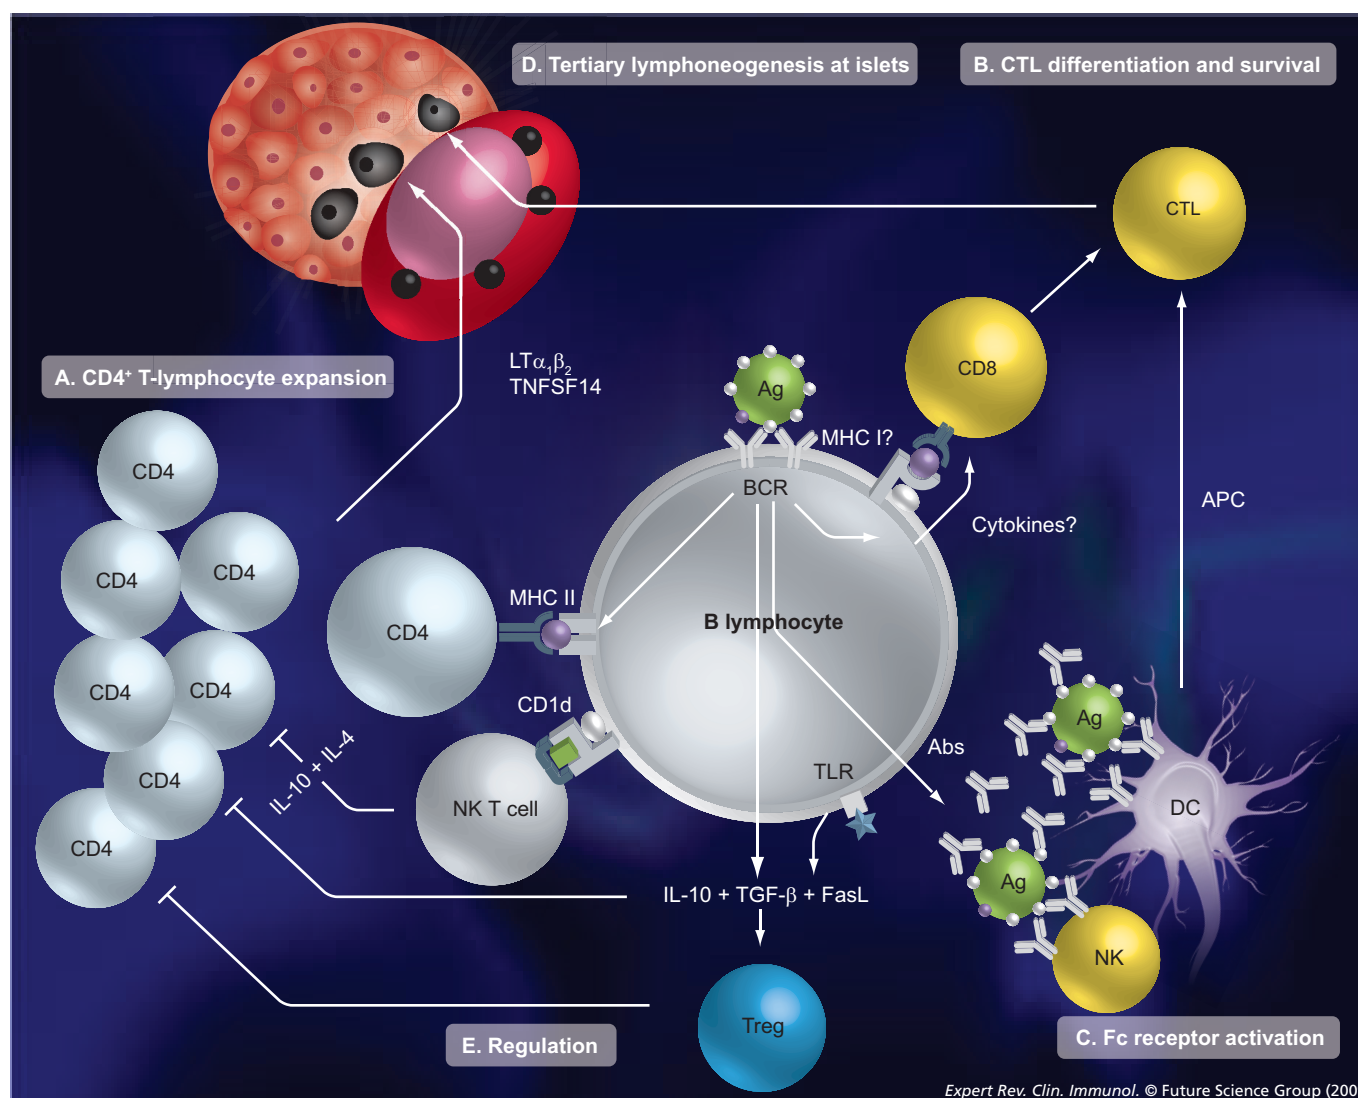 D. Tertiary lymphoneogenesis at islets
B. CTL differentiation and survival
CTL
A. CD4⁺ T-lymphocyte expansion
LTα₁β₂
TNFSF14
Ag
CD8
MHC I?
CD4
BCR
APC
Cytokines?
CD4
CD4
MHC II
B lymphocyte
CD4
CD4
CD4
CD1d
Ag
Abs
IL-10 + IL-4
TLR
CD4
NK T cell
DC
CD4
IL-10 + TGF-β + FasL
Ag
NK
Treg
E. Regulation
C. Fc receptor activation
Expert Rev. Clin. Immunol. © Future Science Group (200